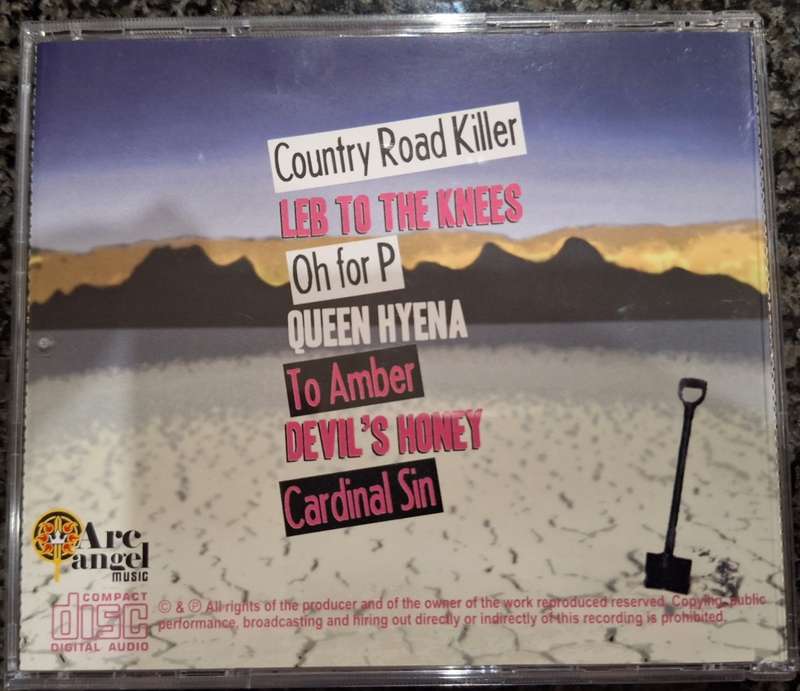 Country Road Killer
LEB TO THE KNEES
Oh for P
QUEEN HYENA
To Amber
DEVIL'S HONEY
Cardinal Sin
Arc
angel
MUSIC
COMPACT
disc
DIGITAL AUDIO
© & ℗ All rights of the producer and of the owner of the work reproduced reserved. Copying, public
performance, broadcasting and hiring out directly or indirectly of this recording is prohibited.